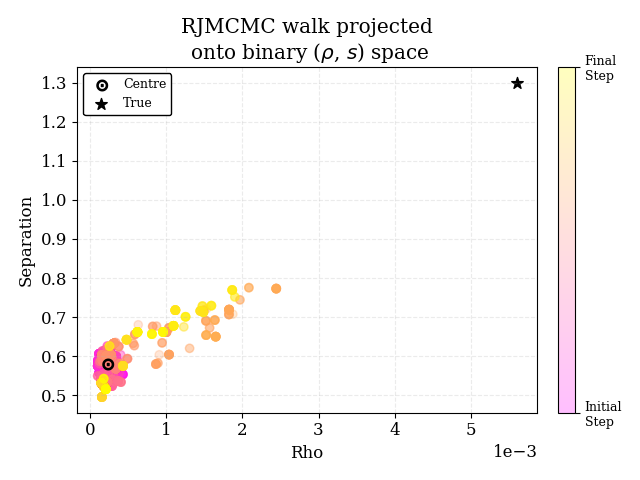 RJMCMC walk projected
onto binary (ρ, s) space
Centre
True
Final
Step
Initial
Step
1.3
1.2
1.1
1.0
0.9
0.8
0.7
0.6
0.5
Separation
0 1 2 3 4 5
1e−3
Rho